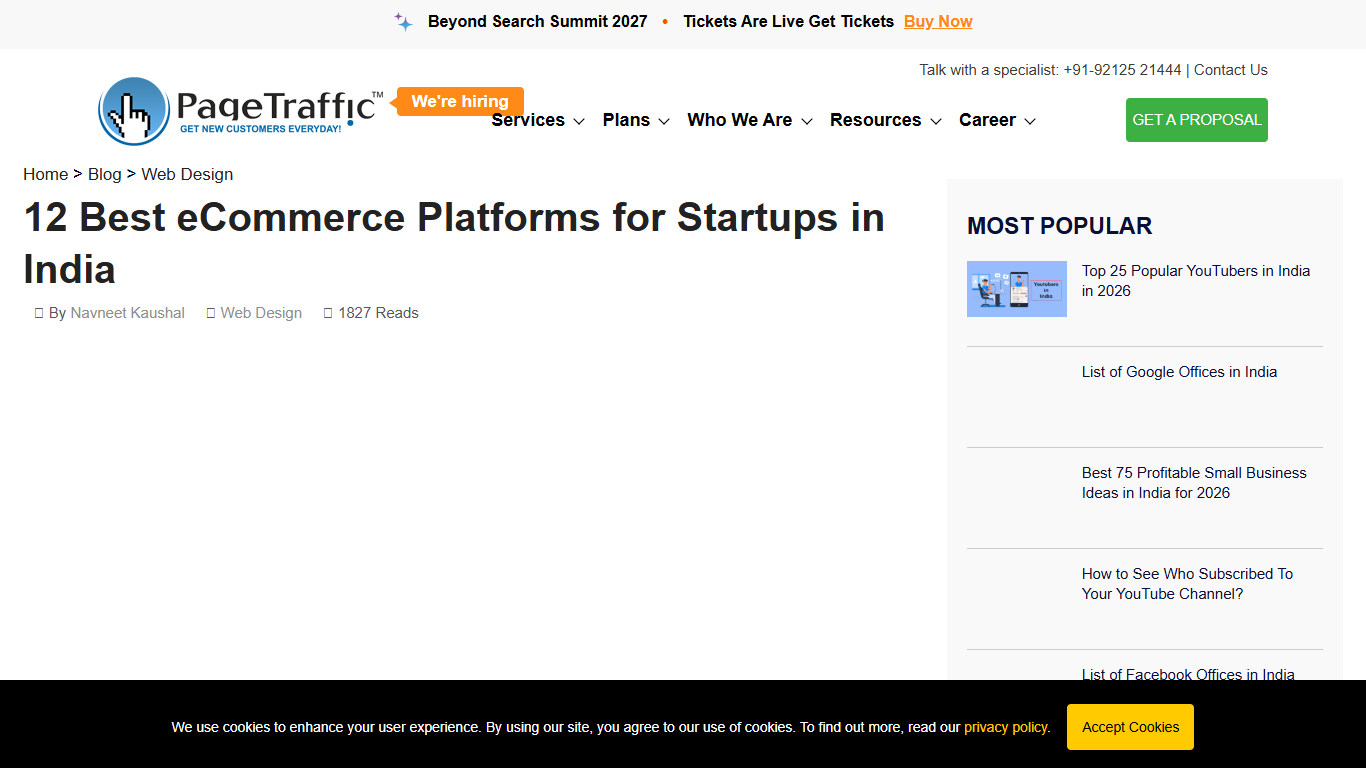 Beyond Search Summit 2027 • Tickets Are Live Get Tickets Buy Now
Talk with a specialist: +91-92125 21444 | Contact Us
PageTraffic™
GET NEW CUSTOMERS EVERYDAY!
We're hiring
Services
Plans
Who We Are
Resources
Career
GET A PROPOSAL
Home > Blog > Web Design
12 Best eCommerce Platforms for Startups in
India
By Navneet Kaushal Web Design 1827 Reads
MOST POPULAR
YouTubers
in
India
Top 25 Popular YouTubers in India
in 2026
List of Google Offices in India
Best 75 Profitable Small Business
Ideas in India for 2026
How to See Who Subscribed To
Your YouTube Channel?
List of Facebook Offices in India
We use cookies to enhance your user experience. By using our site, you agree to our use of cookies. To find out more, read our privacy policy.
Accept Cookies